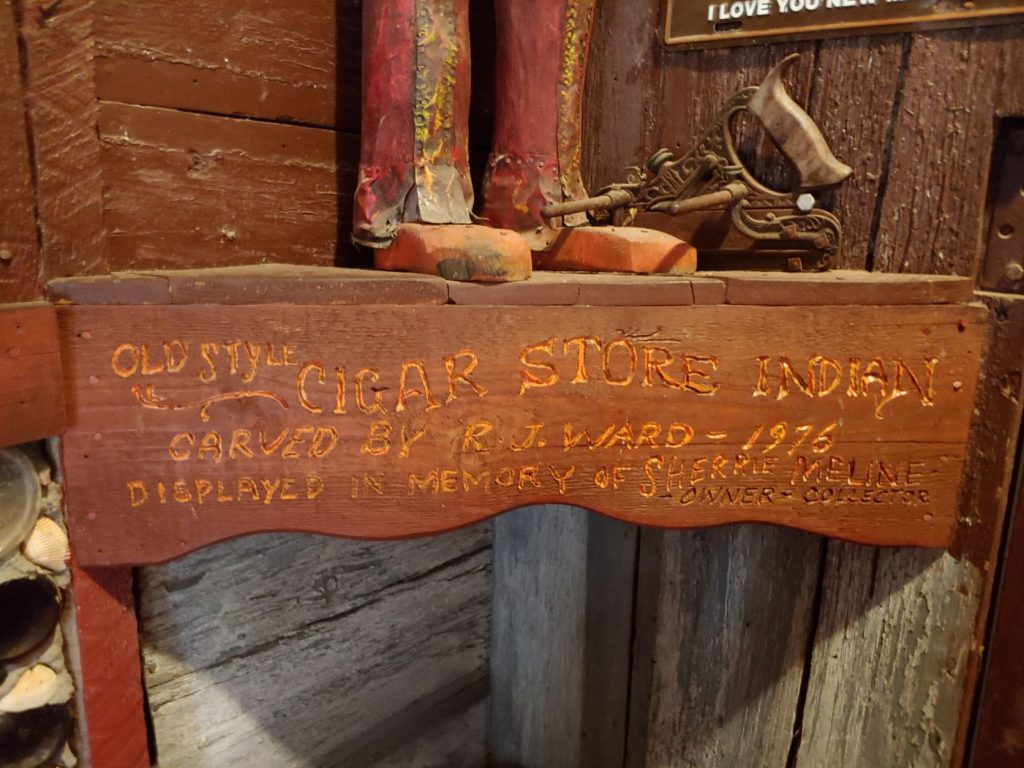 I LOVE YOU NEW
OLD STYLE CIGAR STORE INDIAN
CARVED BY R. J. WARD - 1976
DISPLAYED IN MEMORY OF SHERRIE MELINE
- OWNER - COLLECTOR